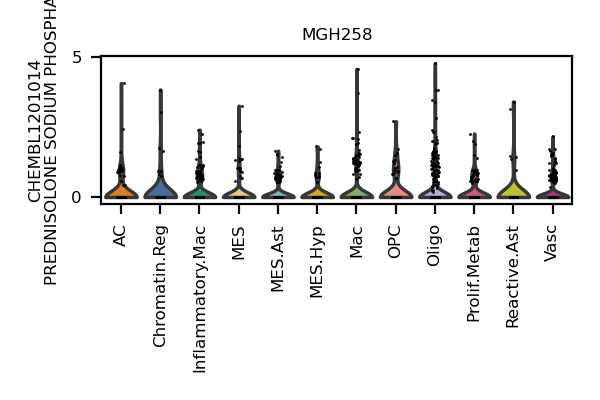 MGH258
CHEMBL1201014
PREDNISOLONE SODIUM PHOSPHA
5
0
AC
Chromatin.Reg
Inflammatory.Mac
MES
MES.Ast
MES.Hyp
Mac
OPC
Oligo
Prolif.Metab
Reactive.Ast
Vasc